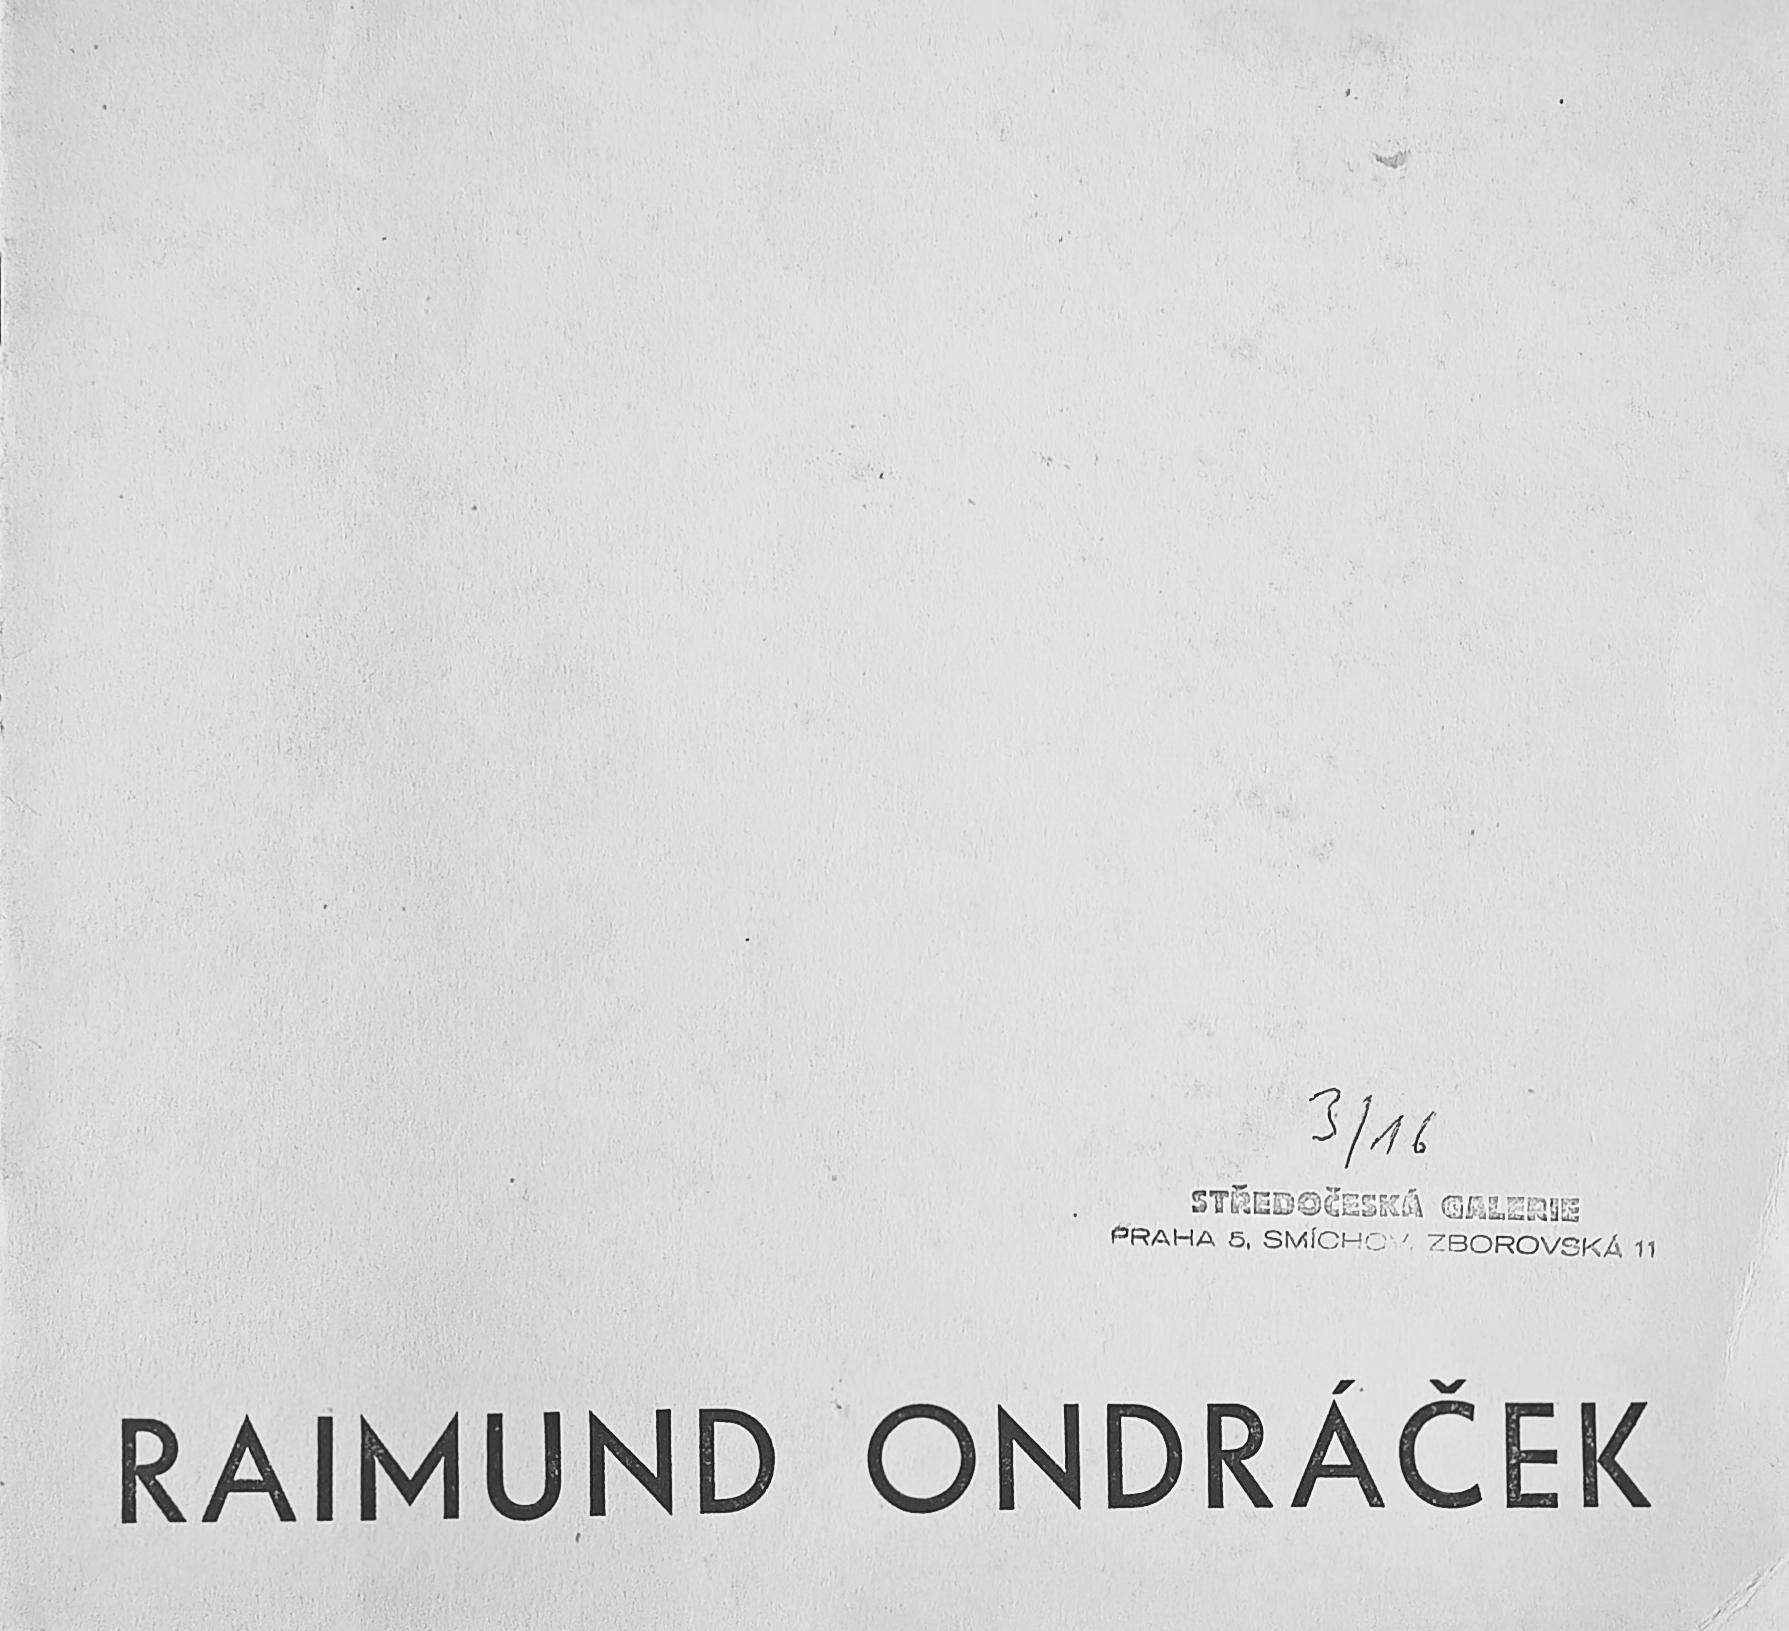 3/16
STŘEDOČESKÁ GALERIE
PRAHA 5, SMÍCHOV, ZBOROVSKÁ 11
RAIMUND ONDRÁČEK